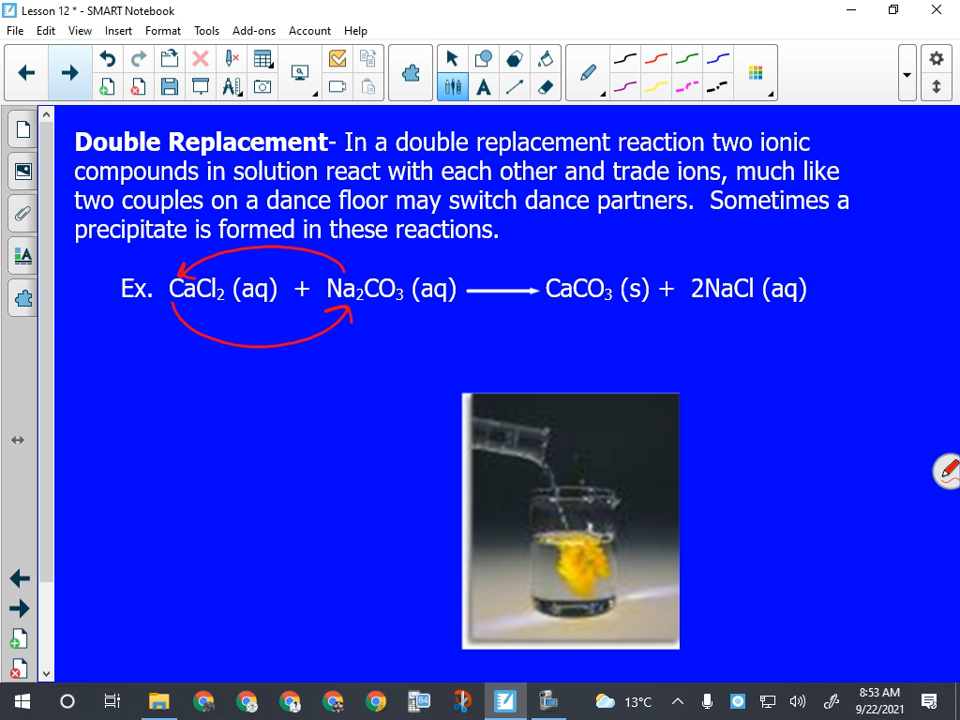 Lesson 12 * - SMART Notebook
File Edit View Insert Format Tools Add-ons Account Help
Double Replacement- In a double replacement reaction two ionic
compounds in solution react with each other and trade ions, much like
two couples on a dance floor may switch dance partners. Sometimes a
precipitate is formed in these reactions.
Ex. CaCl₂ (aq) + Na₂CO₃ (aq) ⟶ CaCO₃ (s) + 2NaCl (aq)
13°C
8:53 AM
9/22/2021